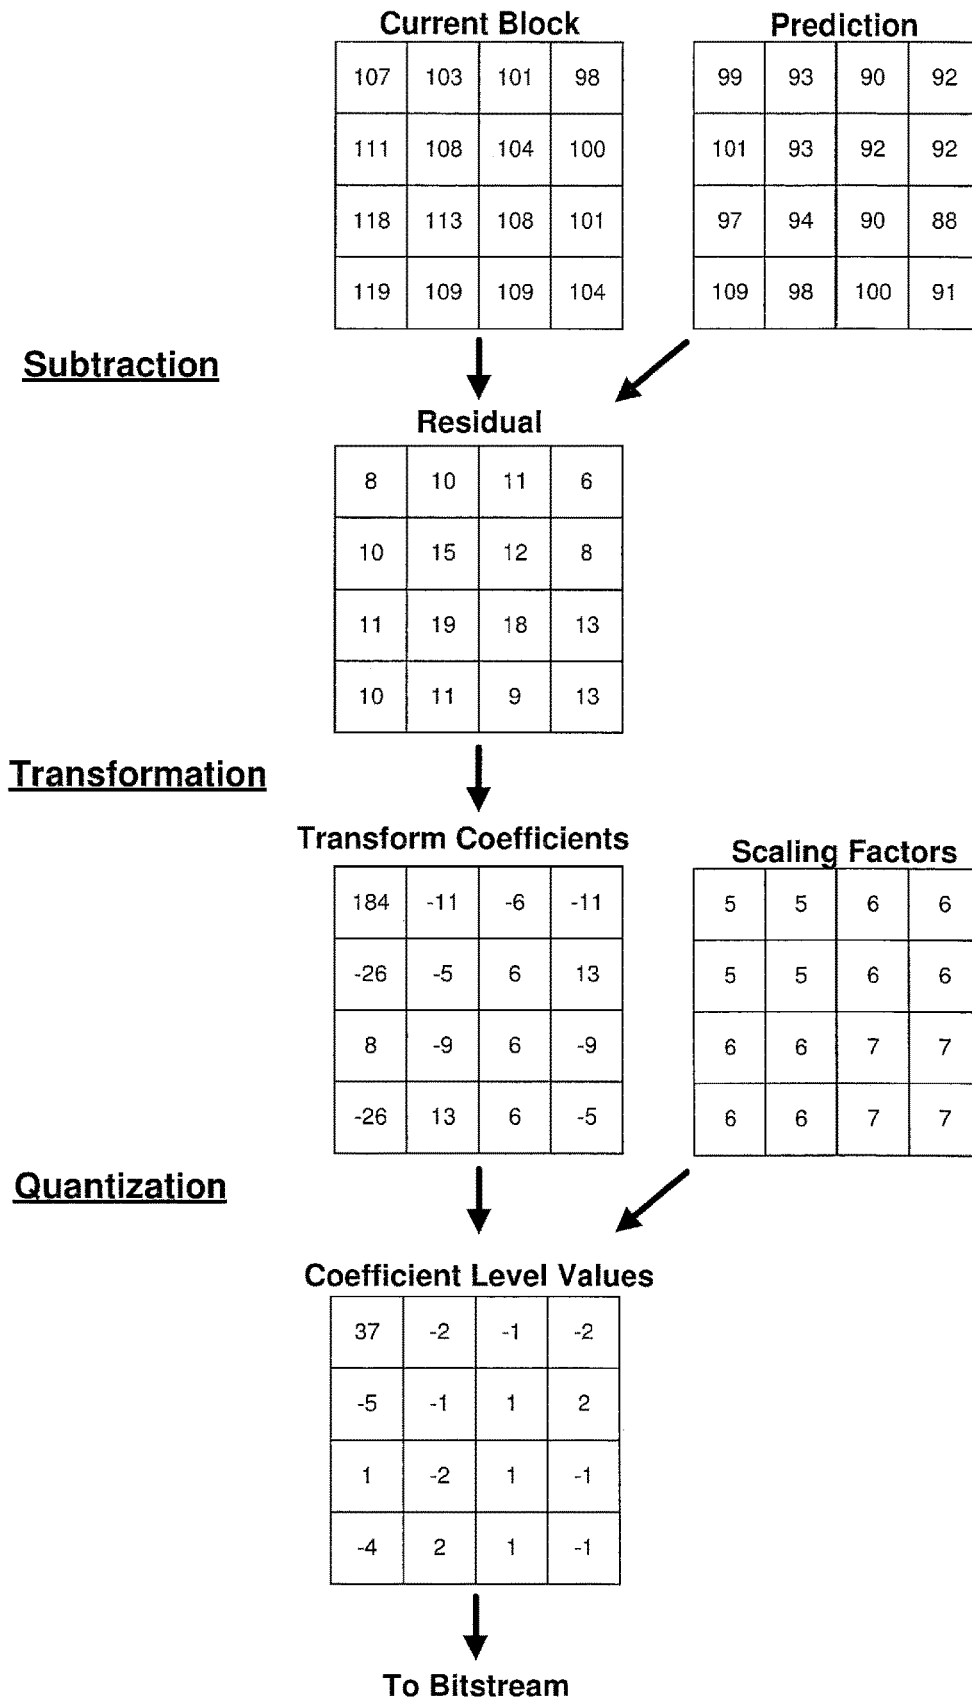 Current Block Prediction
107 103 101 98 99 93 90 92
111 108 104 100 101 93 92 92
118 113 108 101 97 94 90 88
119 109 109 104 109 98 100 91
Subtraction
Residual
8 10 11 6
10 15 12 8
11 19 18 13
10 11 9 13
Transformation
Transform Coefficients Scaling Factors
184 -11 -6 -11 5 5 6 6
-26 -5 6 13 5 5 6 6
8 -9 6 -9 6 6 7 7
-26 13 6 -5 6 6 7 7
Quantization
Coefficient Level Values
37 -2 -1 -2
-5 -1 1 2
1 -2 1 -1
-4 2 1 -1
To Bitstream